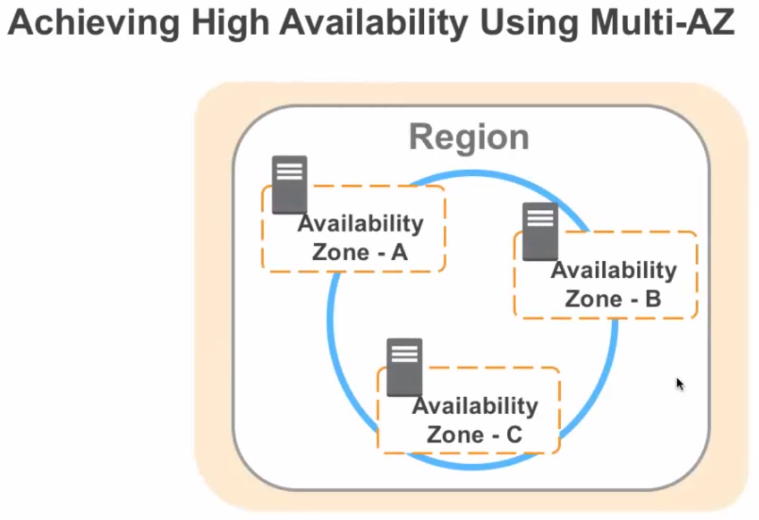 Achieving High Availability Using Multi-AZ
Region
Availability
Zone - A
Availability
Zone - B
Availability
Zone - C